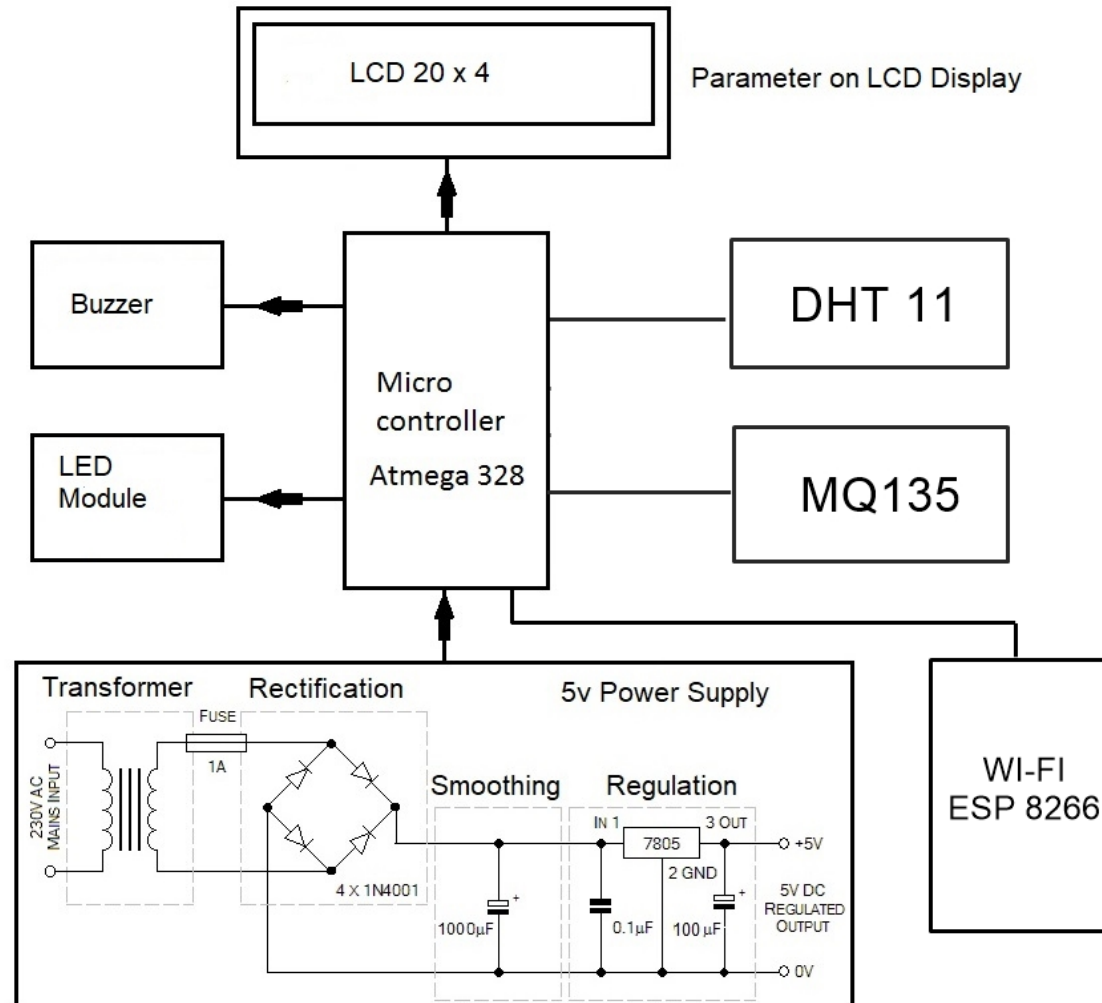 LCD 20 x 4
Parameter on LCD Display
Buzzer
DHT 11
Micro
controller
Atmega 328
LED
Module
MQ135
Transformer
Rectification
5v Power Supply
FUSE
1A
230V AC
MAINS INPUT
4 X 1N4001
Smoothing
Regulation
IN 1
7805
3 OUT
2 GND
+5V
+
1000µF
0.1µF
+
100µF
5V DC
REGULATED
OUTPUT
0V
WI-FI
ESP 8266